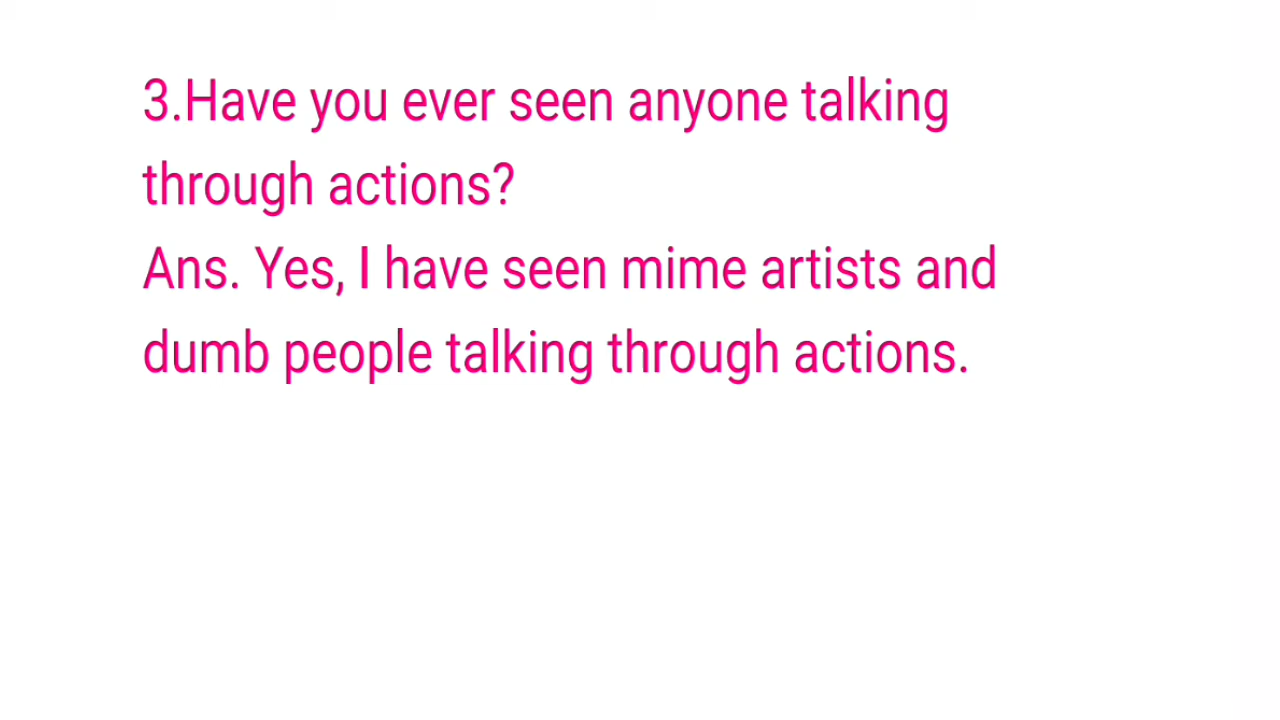 3.Have you ever seen anyone talking
through actions?
Ans. Yes, I have seen mime artists and
dumb people talking through actions.